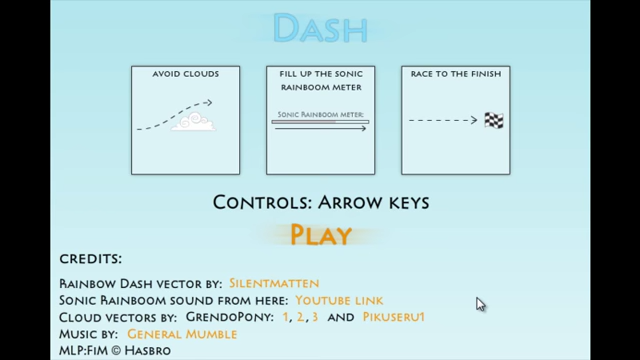 Dash
Avoid clouds
Fill up the sonic
rainboom meter
Race to the finish
Sonic Rainboom meter:
Controls: Arrow keys
Play
Credits:
Rainbow Dash vector by: Silentmatten
Sonic Rainboom sound from here: Youtube link
Cloud vectors by: GrendoPony: 1, 2, 3 and Pikuseru1
Music by: General Mumble
MLP:FiM © Hasbro